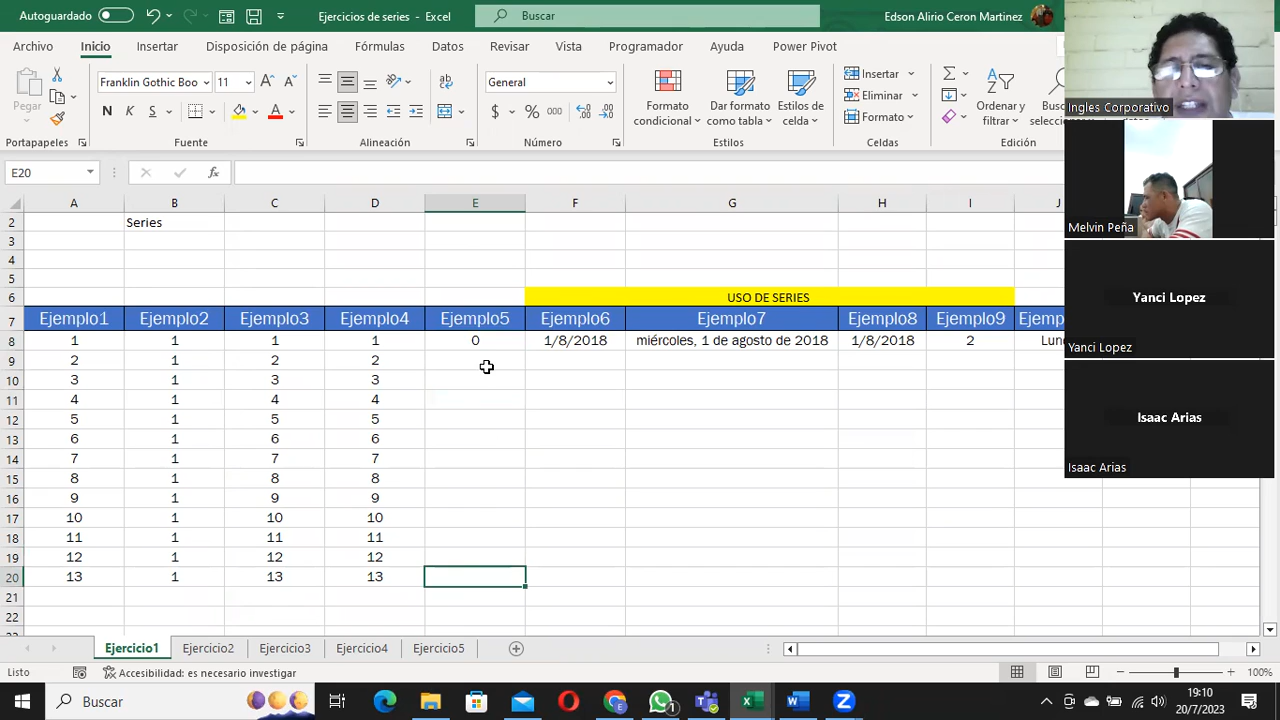 Autoguardado
Ejercicios de series - Excel
Buscar
Edson Alirio Ceron Martinez
Archivo Inicio Insertar Disposición de página Fórmulas Datos Revisar Vista Programador Ayuda Power Pivot
Pegar
Franklin Gothic Boo 11
N K S
General
$ % 000
Formato condicional
Dar formato como tabla
Estilos de celda
Insertar
Eliminar
Formato
Ordenar y filtrar
Portapapeles Fuente Alineación Número Estilos Celdas Edición
E20
fx
A B C D E F G H I J
2 Series
3
4
5
6 USO DE SERIES
7 Ejemplo1 Ejemplo2 Ejemplo3 Ejemplo4 Ejemplo5 Ejemplo6 Ejemplo7 Ejemplo8 Ejemplo9
8 1 1 1 1 0 1/8/2018 miércoles, 1 de agosto de 2018 1/8/2018 2
9 2 1 2 2
10 3 1 3 3
11 4 1 4 4
12 5 1 5 5
13 6 1 6 6
14 7 1 7 7
15 8 1 8 8
16 9 1 9 9
17 10 1 10 10
18 11 1 11 11
19 12 1 12 12
20 13 1 13 13
21
22
Ingles Corporativo
Melvin Peña
Yanci Lopez
Yanci Lopez
Isaac Arias
Isaac Arias
Ejercicio1 Ejercicio2 Ejercicio3 Ejercicio4 Ejercicio5
Listo
Accesibilidad: es necesario investigar
100%
Buscar
19:10
20/7/2023